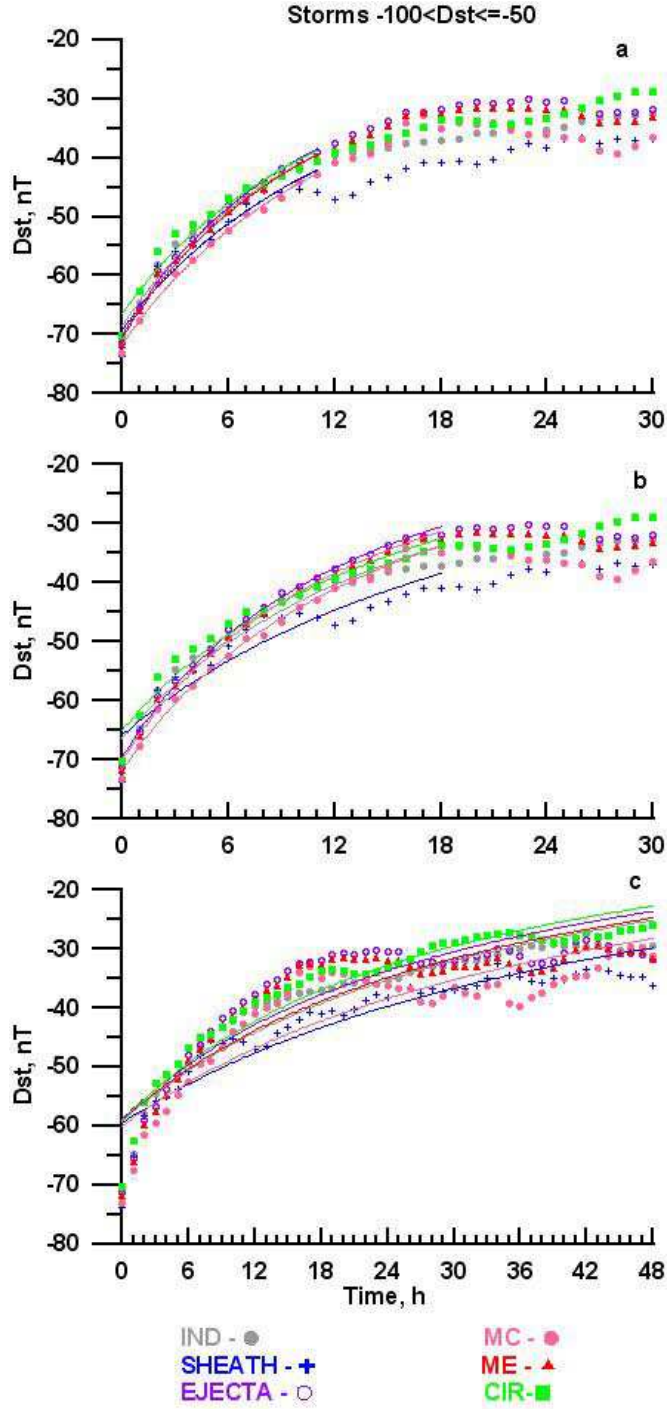 Storms -100<Dst<=-50
a
-20
-30
-40
-50
-60
-70
-80
Dst, nT
0 6 12 18 24 30
b
-20
-30
-40
-50
-60
-70
-80
Dst, nT
0 6 12 18 24 30
c
-20
-30
-40
-50
-60
-70
-80
Dst, nT
0 6 12 18 24 30 36 42 48
Time, h
IND - MC -
SHEATH - ME -
EJECTA - CIR-